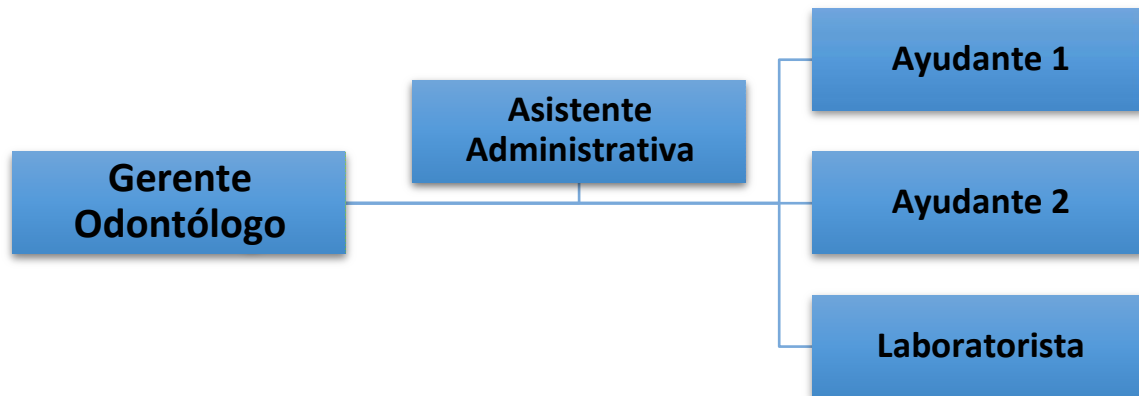 Gerente
Odontólogo
Asistente
Administrativa
Ayudante 1
Ayudante 2
Laboratorista